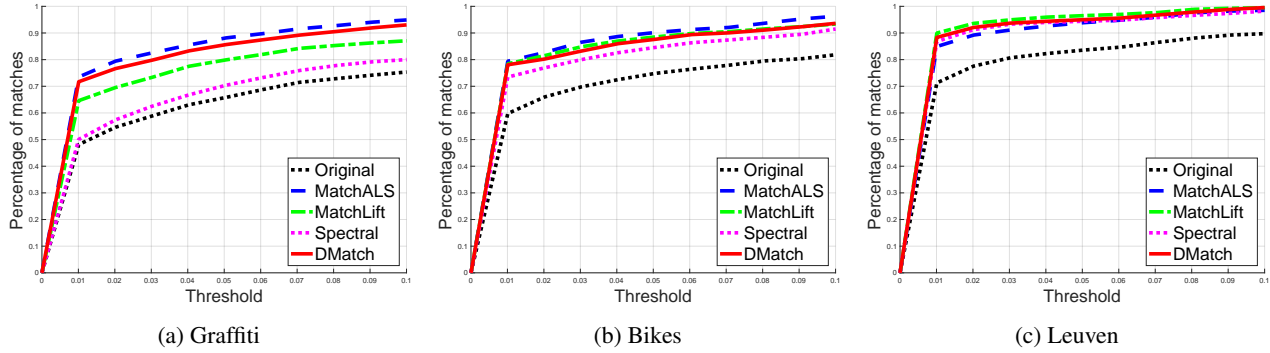 Percentage of matches
1
0.9
0.8
0.7
0.6
0.5
0.4
0.3
0.2
0.1
0
0 0.01 0.02 0.03 0.04 0.05 0.06 0.07 0.08 0.09 0.1
Threshold
Original
MatchALS
MatchLift
Spectral
DMatch
(a) Graffiti
Percentage of matches
1
0.9
0.8
0.7
0.6
0.5
0.4
0.3
0.2
0.1
0
0 0.01 0.02 0.03 0.04 0.05 0.06 0.07 0.08 0.09 0.1
Threshold
Original
MatchALS
MatchLift
Spectral
DMatch
(b) Bikes
Percentage of matches
1
0.9
0.8
0.7
0.6
0.5
0.4
0.3
0.2
0.1
0
0 0.01 0.02 0.03 0.04 0.05 0.06 0.07 0.08 0.09 0.1
Threshold
Original
MatchALS
MatchLift
Spectral
DMatch
(c) Leuven